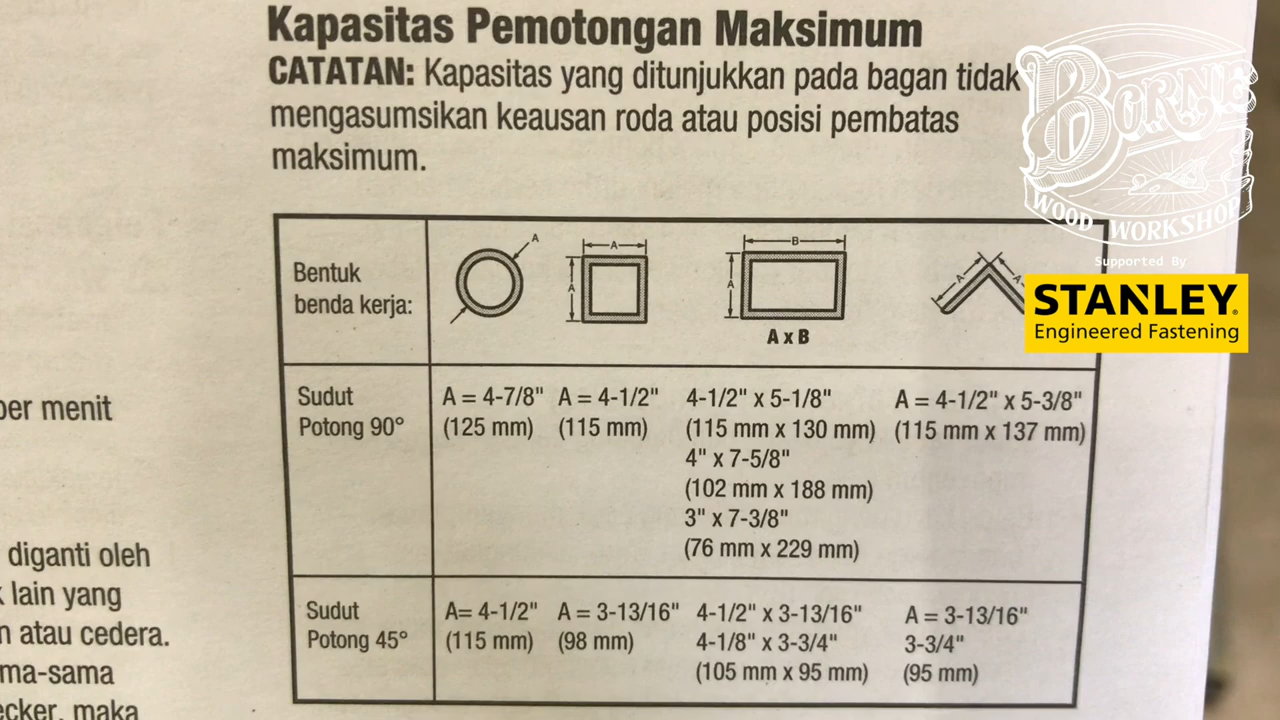 Kapasitas Pemotongan Maksimum
CATATAN: Kapasitas yang ditunjukkan pada bagan tidak
mengasumsikan keausan roda atau posisi pembatas
maksimum.
BORNEO
WOOD WORKSHOP
Supported By
STANLEY
Engineered Fastening
Bentuk
benda kerja:
A
A
A
B
A
A x B
A
A
Sudut
Potong 90°
A = 4-7/8"
(125 mm)
A = 4-1/2"
(115 mm)
4-1/2" x 5-1/8"
(115 mm x 130 mm)
4" x 7-5/8"
(102 mm x 188 mm)
3" x 7-3/8"
(76 mm x 229 mm)
A = 4-1/2" x 5-3/8"
(115 mm x 137 mm)
Sudut
Potong 45°
A= 4-1/2"
(115 mm)
A = 3-13/16"
(98 mm)
4-1/2" x 3-13/16"
4-1/8" x 3-3/4"
(105 mm x 95 mm)
A = 3-13/16"
3-3/4"
(95 mm)
per menit
diganti oleh
lain yang
atau cedera.
ma-sama
ecker, maka